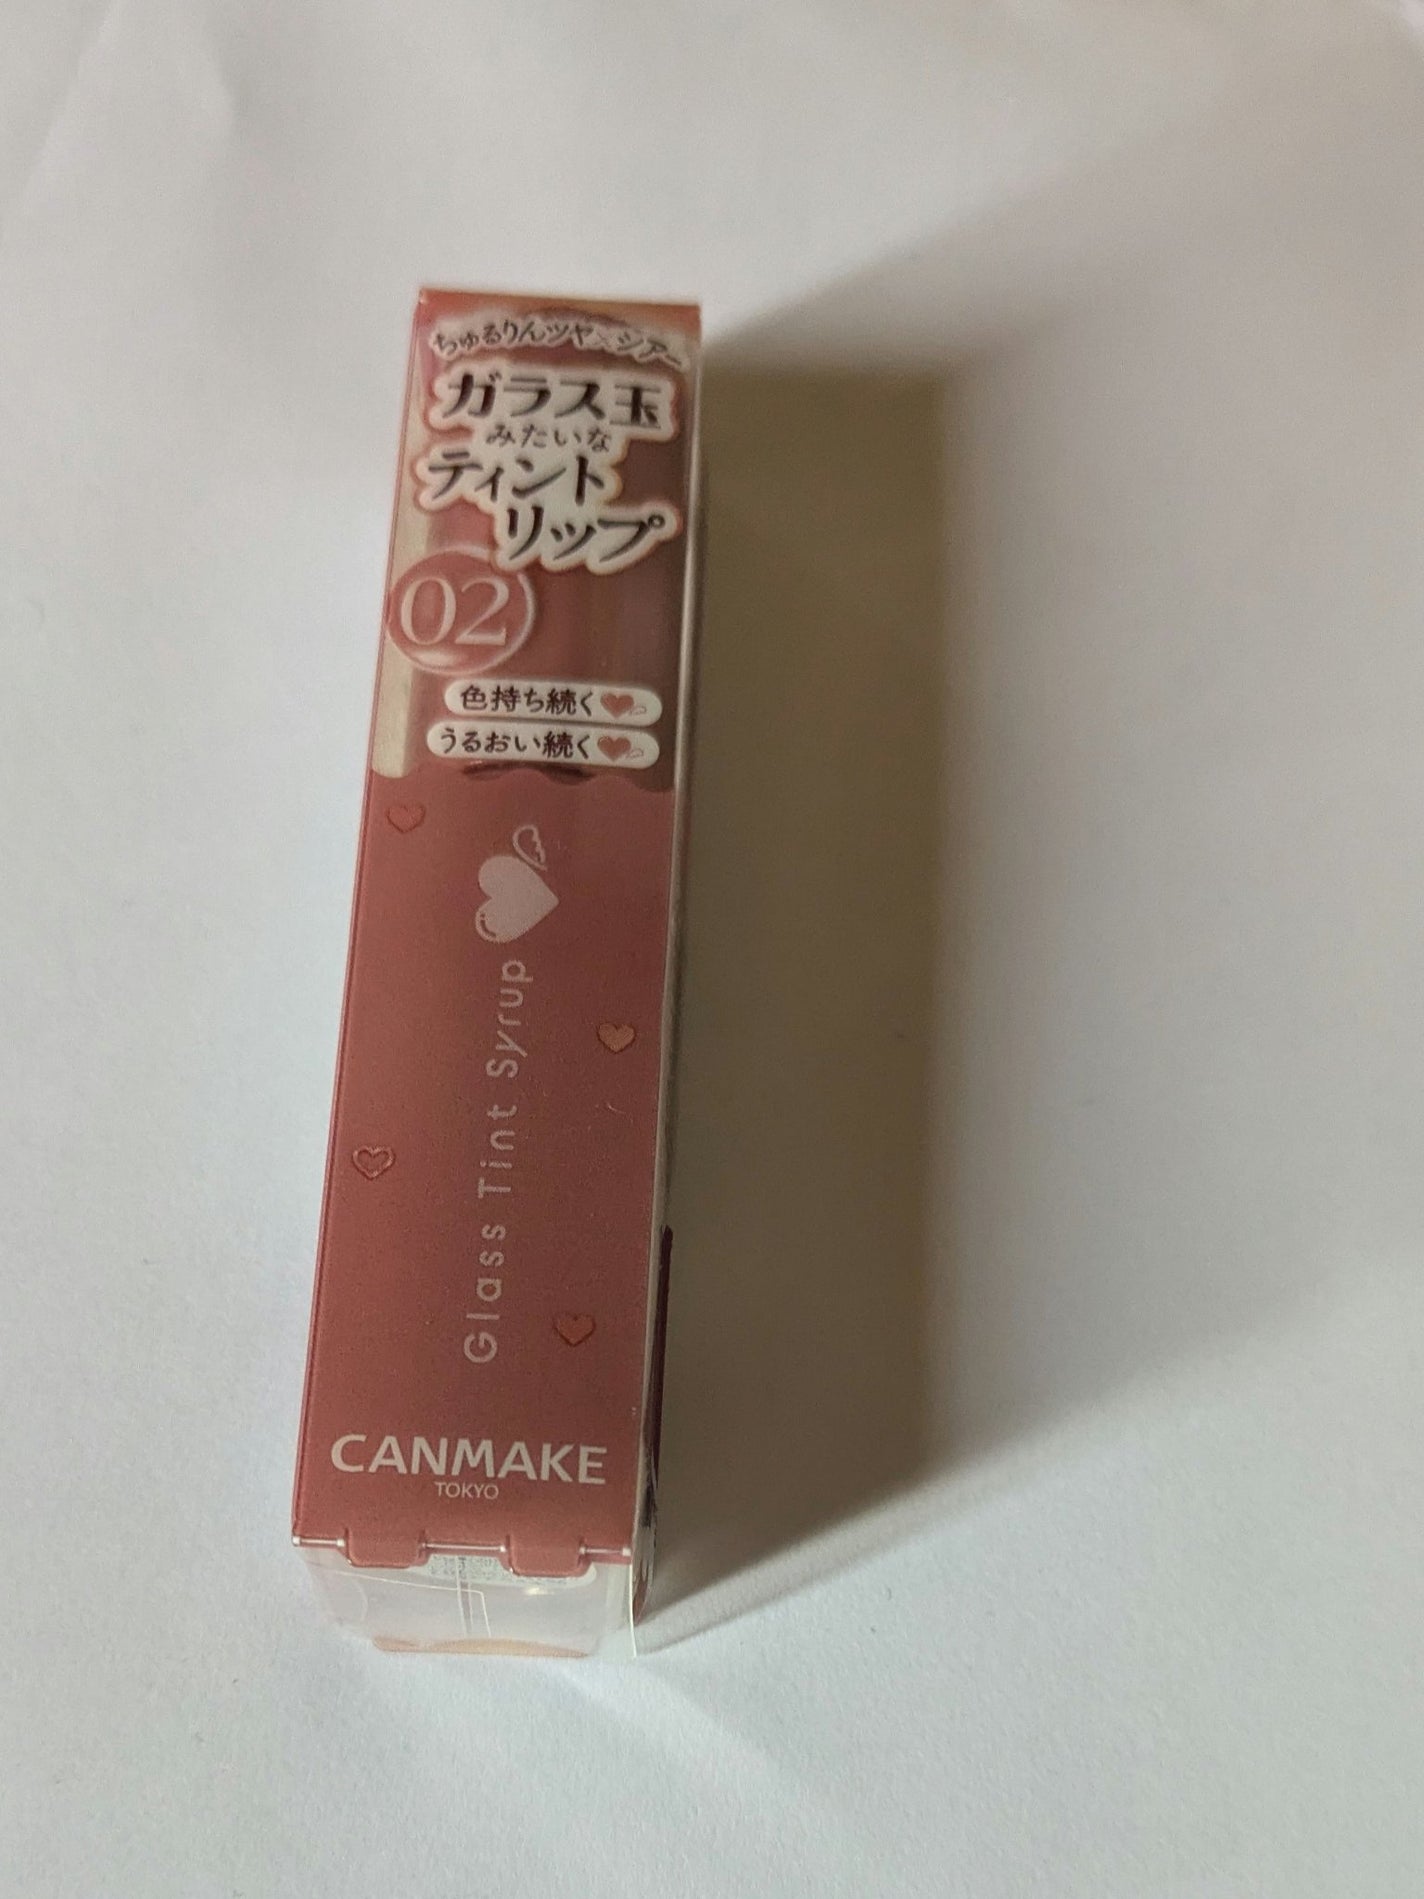 ちゅるりんツヤ×シアー
ガラス玉
みたいな
ティント
リップ
02
色持ち続く
うるおい続く
Glass Tint Syrup
CANMAKE
TOKYO